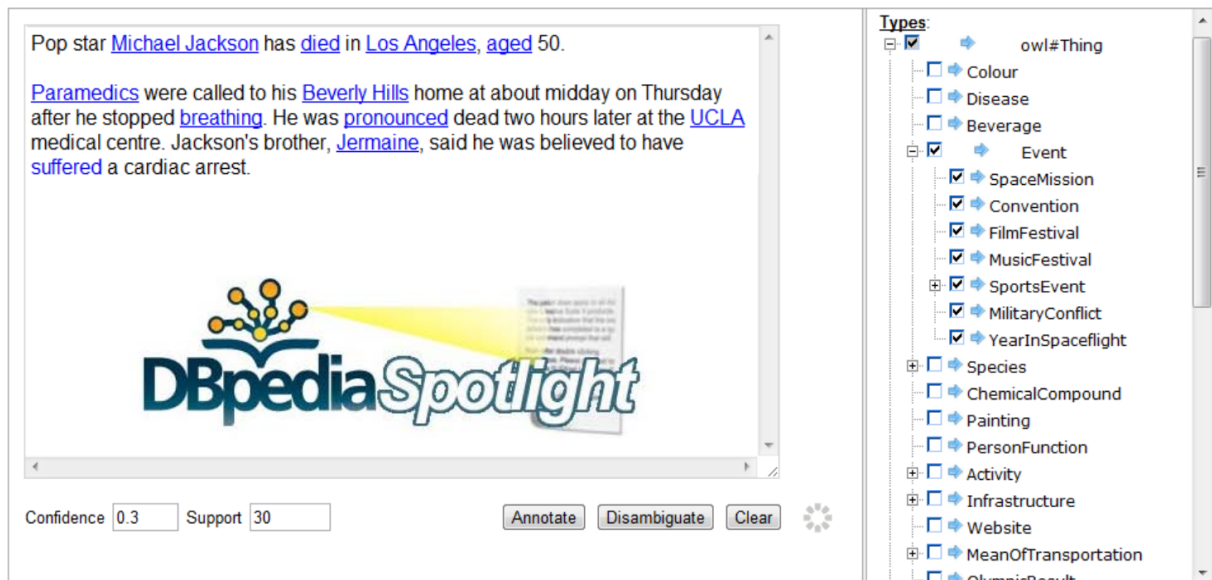 Pop star Michael Jackson has died in Los Angeles, aged 50.
Paramedics were called to his Beverly Hills home at about midday on Thursday
after he stopped breathing. He was pronounced dead two hours later at the UCLA
medical centre. Jackson's brother, Jermaine, said he was believed to have
suffered a cardiac arrest.
DBpedia Spotlight
Confidence 0.3 Support 30 Annotate Disambiguate Clear
Types:
owl#Thing
Colour
Disease
Beverage
Event
SpaceMission
Convention
FilmFestival
MusicFestival
SportsEvent
MilitaryConflict
YearInSpaceflight
Species
ChemicalCompound
Painting
PersonFunction
Activity
Infrastructure
Website
MeanOfTransportation